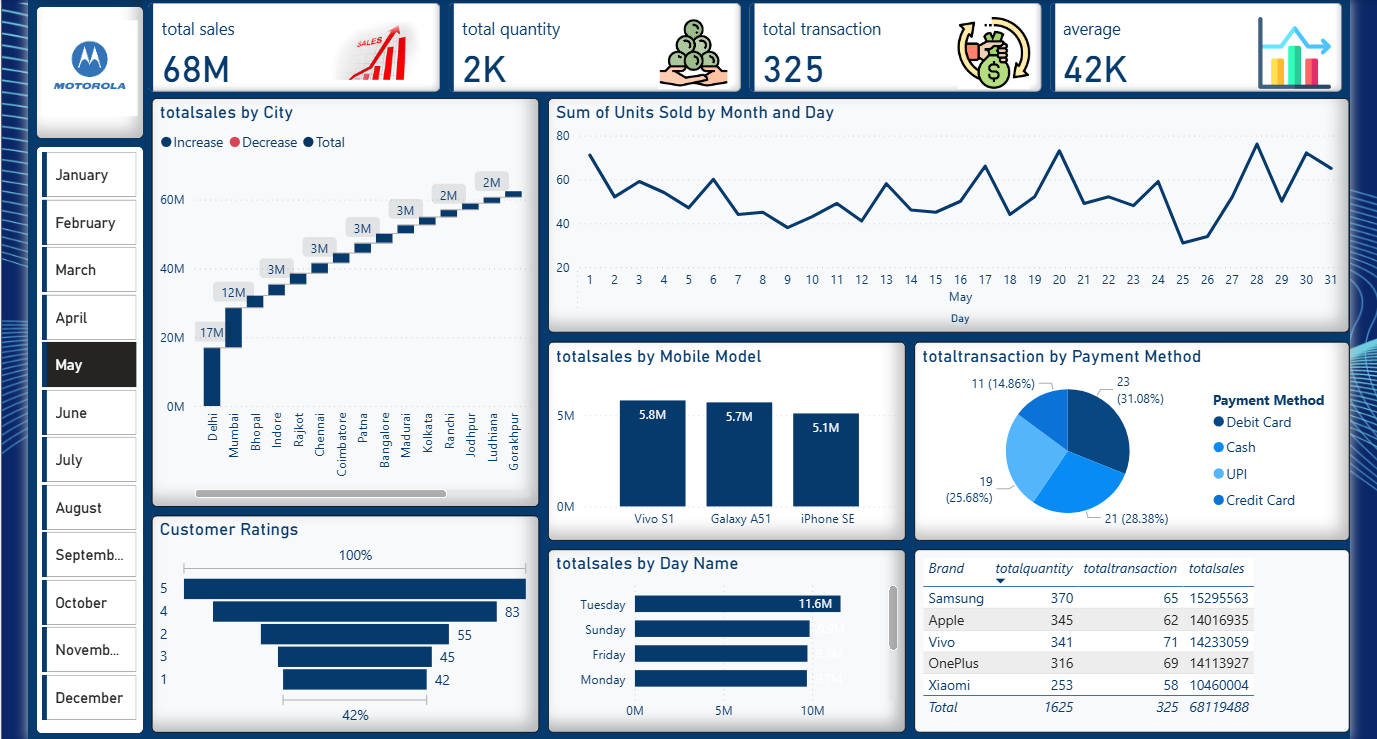 MOTOROLA
January
February
March
April
May
June
July
August
Septemb...
October
Novemb...
December
total sales
68M
SALES
total quantity
2K
total transaction
325
$
average
42K
totalsales by City
Increase Decrease Total
60M
40M
20M
0M
17M
12M
3M
3M
3M
3M
2M
2M
Delhi
Mumbai
Bhopal
Indore
Rajkot
Chennai
Coimbatore
Patna
Bangalore
Madurai
Kolkata
Ranchi
Jodhpur
Ludhiana
Gorakhpur
Sum of Units Sold by Month and Day
80
60
40
20
1 2 3 4 5 6 7 8 9 10 11 12 13 14 15 16 17 18 19 20 21 22 23 24 25 26 27 28 29 30 31
May
Day
Customer Ratings
100%
5
4 83
2 55
3 45
1 42
42%
totalsales by Mobile Model
5M
0M
5.8M 5.7M 5.1M
Vivo S1 Galaxy A51 iPhone SE
totaltransaction by Payment Method
11 (14.86%)
23
(31.08%)
19
(25.68%)
21 (28.38%)
Payment Method
Debit Card
Cash
UPI
Credit Card
totalsales by Day Name
Tuesday 11.6M
Sunday
Friday
Monday
0M 5M 10M
Brand totalquantity totaltransaction totalsales
Samsung 370 65 15295563
Apple 345 62 14016935
Vivo 341 71 14233059
OnePlus 316 69 14113927
Xiaomi 253 58 10460004
Total 1625 325 68119488